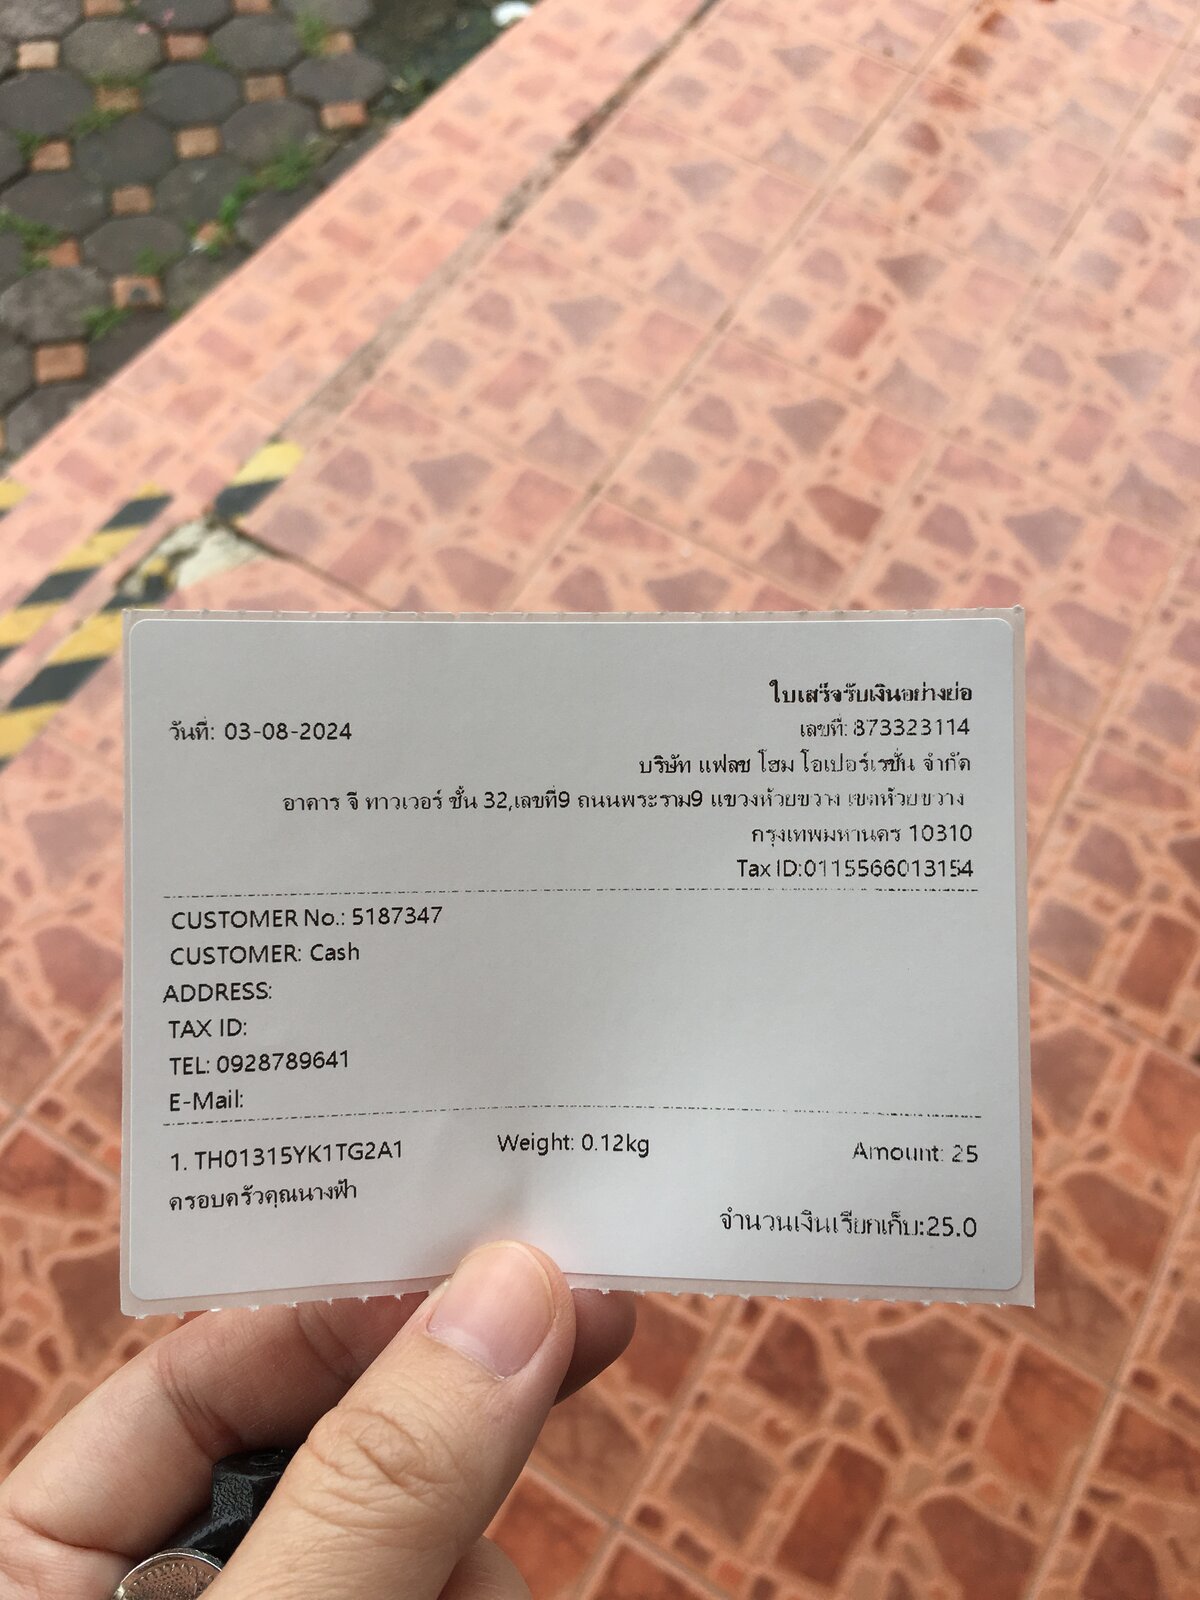 ใบเสร็จรับเงินอย่างย่อ
วันที่: 03-08-2024
เลขที่: 873323114
บริษัท แฟลช โฮม โอเปอร์เรชั่น จำกัด
อาคาร จี ทาวเวอร์ ชั้น 32,เลขที่9 ถนนพระราม9 แขวงห้วยขวาง เขตห้วยขวาง
กรุงเทพมหานคร 10310
Tax ID:0115566013154
CUSTOMER No.: 5187347
CUSTOMER: Cash
ADDRESS:
TAX ID:
TEL: 0928789641
E-Mail:
1. TH01315YK1TG2A1 Weight: 0.12kg Amount: 25
ครอบครัวคุณนางฟ้า
จำนวนเงินเรียกเก็บ:25.0